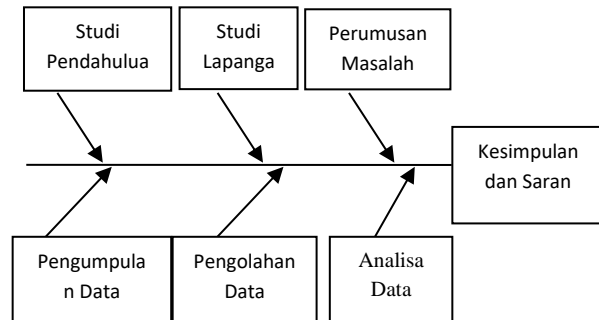 Studi
Pendahulua
Studi
Lapanga
Perumusan
Masalah
Kesimpulan
dan Saran
Pengumpula
n Data
Pengolahan
Data
Analisa
Data